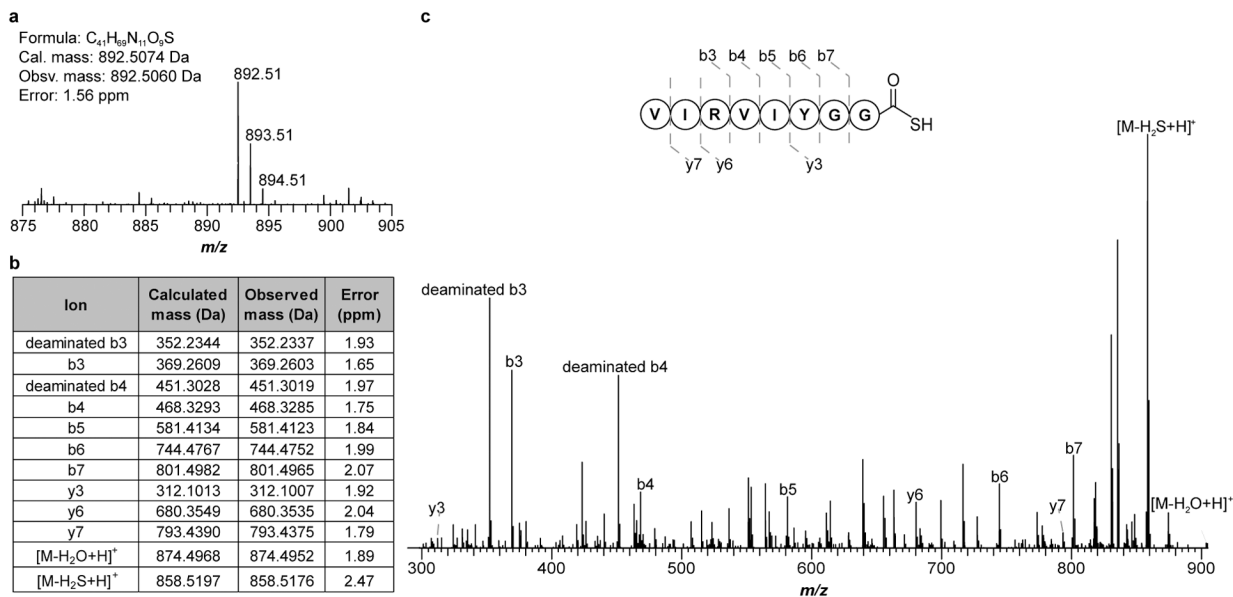 a
Formula: C₄₁H₆₉N₁₁O₉S
Cal. mass: 892.5074 Da
Obsv. mass: 892.5060 Da
Error: 1.56 ppm
892.51
893.51
894.51
875 880 885 890 895 900 905
m/z
b
Ion Calculated mass (Da) Observed mass (Da) Error (ppm)
deaminated b3 352.2344 352.2337 1.93
b3 369.2609 369.2603 1.65
deaminated b4 451.3028 451.3019 1.97
b4 468.3293 468.3285 1.75
b5 581.4134 581.4123 1.84
b6 744.4767 744.4752 1.99
b7 801.4982 801.4965 2.07
y3 312.1013 312.1007 1.92
y6 680.3549 680.3535 2.04
y7 793.4390 793.4375 1.79
[M-H₂O+H]⁺ 874.4968 874.4952 1.89
[M-H₂S+H]⁺ 858.5197 858.5176 2.47
c
b3 b4 b5 b6 b7
V I R V I Y G G
O
SH
y7 y6 y3
[M-H₂S+H]⁺
deaminated b3
b3
deaminated b4
b4
b5
y6
b6
b7
y7
[M-H₂O+H]⁺
y3
300 400 500 600 700 800 900
m/z